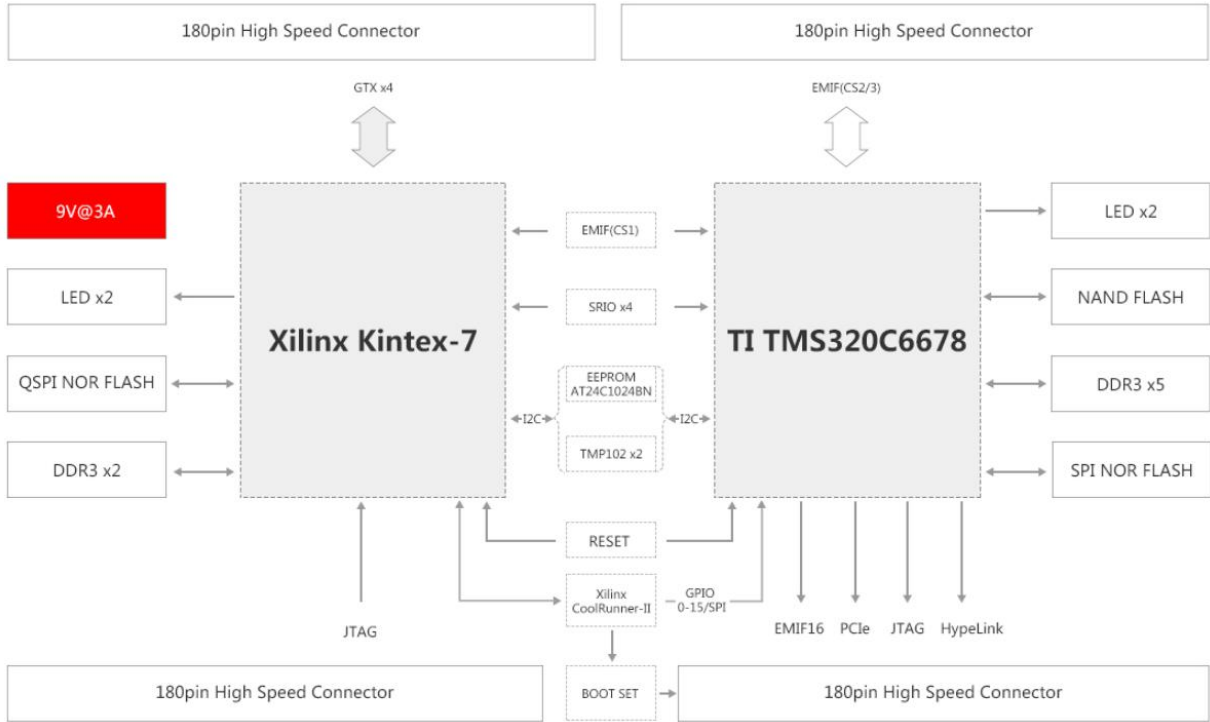 180pin High Speed Connector
180pin High Speed Connector
GTX x4
EMIF(CS2/3)
9V@3A
LED x2
QSPI NOR FLASH
DDR3 x2
Xilinx Kintex-7
EMIF(CS1)
SRIO x4
I2C
EEPROM
AT24C1024BN
TMP102 x2
I2C
TI TMS320C6678
LED x2
NAND FLASH
DDR3 x5
SPI NOR FLASH
RESET
Xilinx
CoolRunner-II
GPIO
0-15/SPI
JTAG
EMIF16
PCIe
JTAG
HypeLink
180pin High Speed Connector
BOOT SET
180pin High Speed Connector